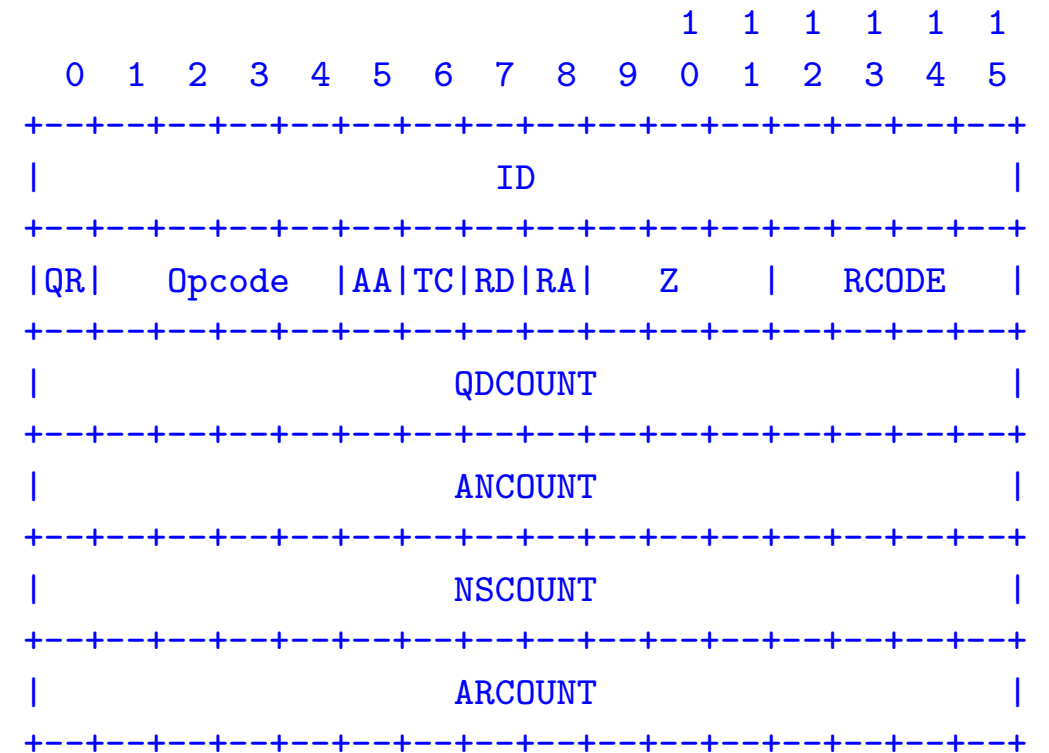 1  1  1  1  1  1
  0  1  2  3  4  5  6  7  8  9  0  1  2  3  4  5
+--+--+--+--+--+--+--+--+--+--+--+--+--+--+--+--+
|                      ID                       |
+--+--+--+--+--+--+--+--+--+--+--+--+--+--+--+--+
|QR|   Opcode  |AA|TC|RD|RA|   Z    |   RCODE   |
+--+--+--+--+--+--+--+--+--+--+--+--+--+--+--+--+
|                    QDCOUNT                    |
+--+--+--+--+--+--+--+--+--+--+--+--+--+--+--+--+
|                    ANCOUNT                    |
+--+--+--+--+--+--+--+--+--+--+--+--+--+--+--+--+
|                    NSCOUNT                    |
+--+--+--+--+--+--+--+--+--+--+--+--+--+--+--+--+
|                    ARCOUNT                    |
+--+--+--+--+--+--+--+--+--+--+--+--+--+--+--+--+